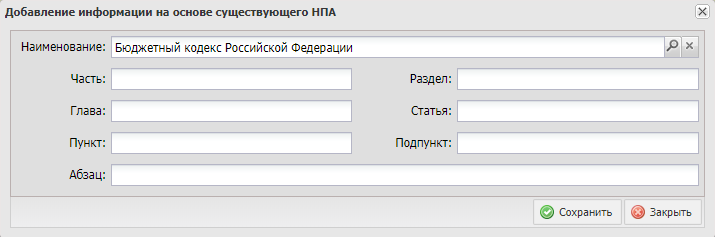 Добавление информации на основе существующего НПА
Наименование: Бюджетный кодекс Российской Федерации
Часть: Раздел:
Глава: Статья:
Пункт: Подпункт:
Абзац:
Сохранить Закрыть